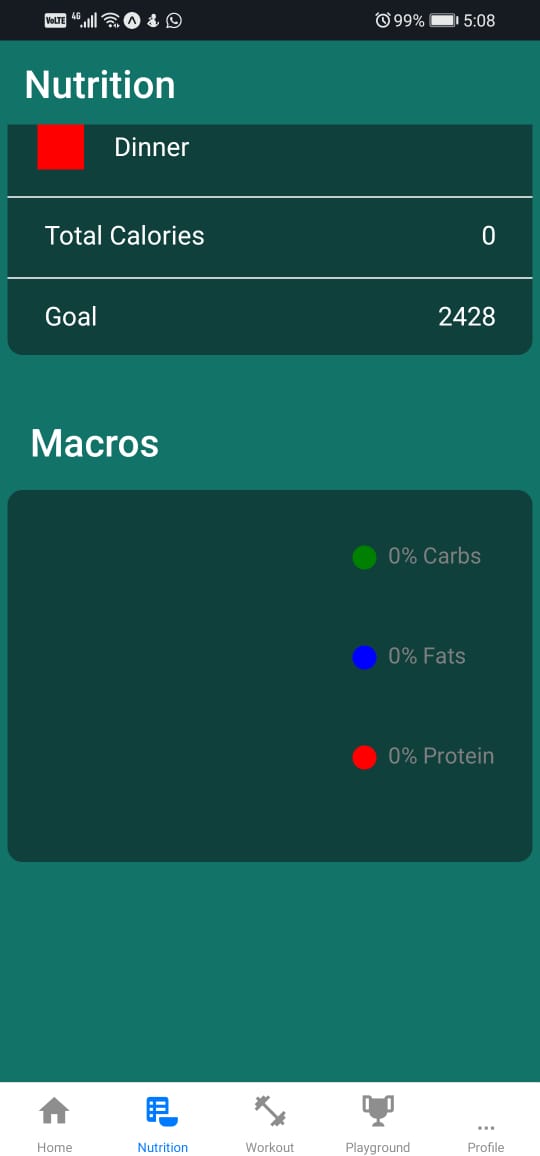 VoLTE 4G 99% 5:08
Nutrition
Dinner
Total Calories 0
Goal 2428
Macros
0% Carbs
0% Fats
0% Protein
Home Nutrition Workout Playground Profile